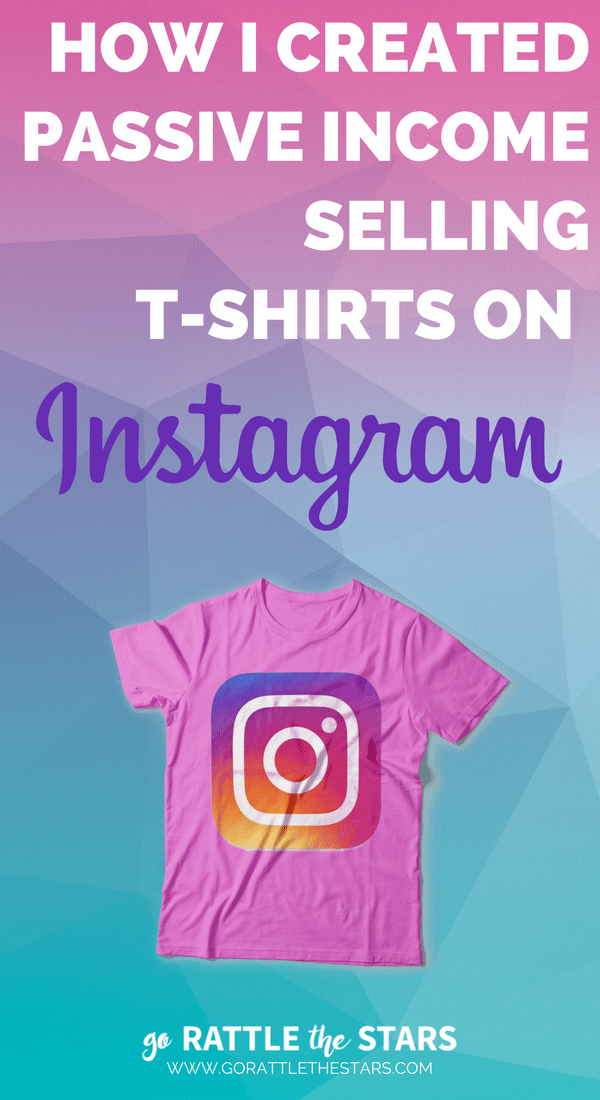 HOW I CREATED
PASSIVE INCOME
SELLING
T-SHIRTS ON
Instagram
go RATTLE the STARS
WWW.GORATTLETHESTARS.COM